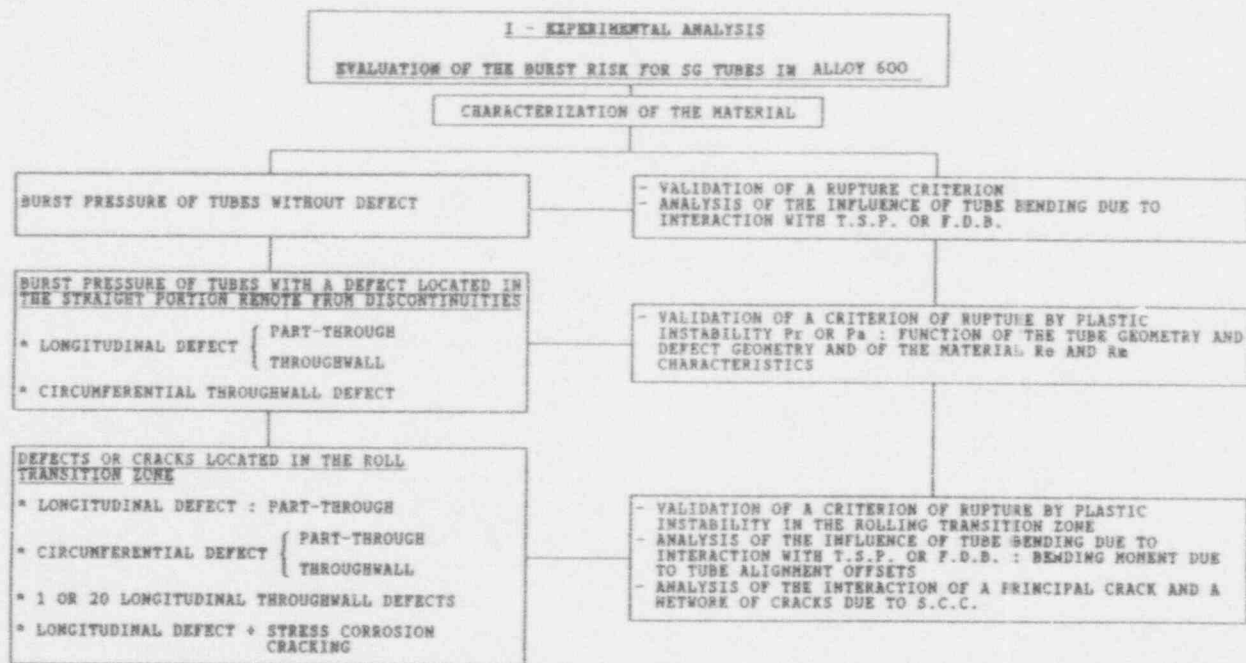 I - EXPERIMENTAL ANALYSIS
EVALUATION OF THE BURST RISK FOR SG TUBES IN ALLOY 600
CHARACTERIZATION OF THE MATERIAL
BURST PRESSURE OF TUBES WITHOUT DEFECT
- VALIDATION OF A RUPTURE CRITERION
- ANALYSIS OF THE INFLUENCE OF TUBE BENDING DUE TO
INTERACTION WITH T.S.P. OR F.D.B.
BURST PRESSURE OF TUBES WITH A DEFECT LOCATED IN
THE STRAIGHT PORTION REMOTE FROM DISCONTINUITIES
* LONGITUDINAL DEFECT { PART-THROUGH
THROUGHWALL
* CIRCUMFERENTIAL THROUGHWALL DEFECT
- VALIDATION OF A CRITERION OF RUPTURE BY PLASTIC
INSTABILITY Pr OR Pa : FUNCTION OF THE TUBE GEOMETRY AND
DEFECT GEOMETRY AND OF THE MATERIAL Re AND Rm
CHARACTERISTICS
DEFECTS OR CRACKS LOCATED IN THE ROLL
TRANSITION ZONE
* LONGITUDINAL DEFECT : PART-THROUGH
* CIRCUMFERENTIAL DEFECT { PART-THROUGH
THROUGHWALL
* 1 OR 20 LONGITUDINAL THROUGHWALL DEFECTS
* LONGITUDINAL DEFECT + STRESS CORROSION
CRACKING
- VALIDATION OF A CRITERION OF RUPTURE BY PLASTIC
INSTABILITY IN THE ROLLING TRANSITION ZONE
- ANALYSIS OF THE INFLUENCE OF TUBE BENDING DUE TO
INTERACTION WITH T.S.P. OR F.D.B. : BENDING MOMENT DUE
TO TUBE ALIGNMENT OFFSETS
- ANALYSIS OF THE INTERACTION OF A PRINCIPAL CRACK AND A
NETWORK OF CRACKS DUE TO S.C.C.